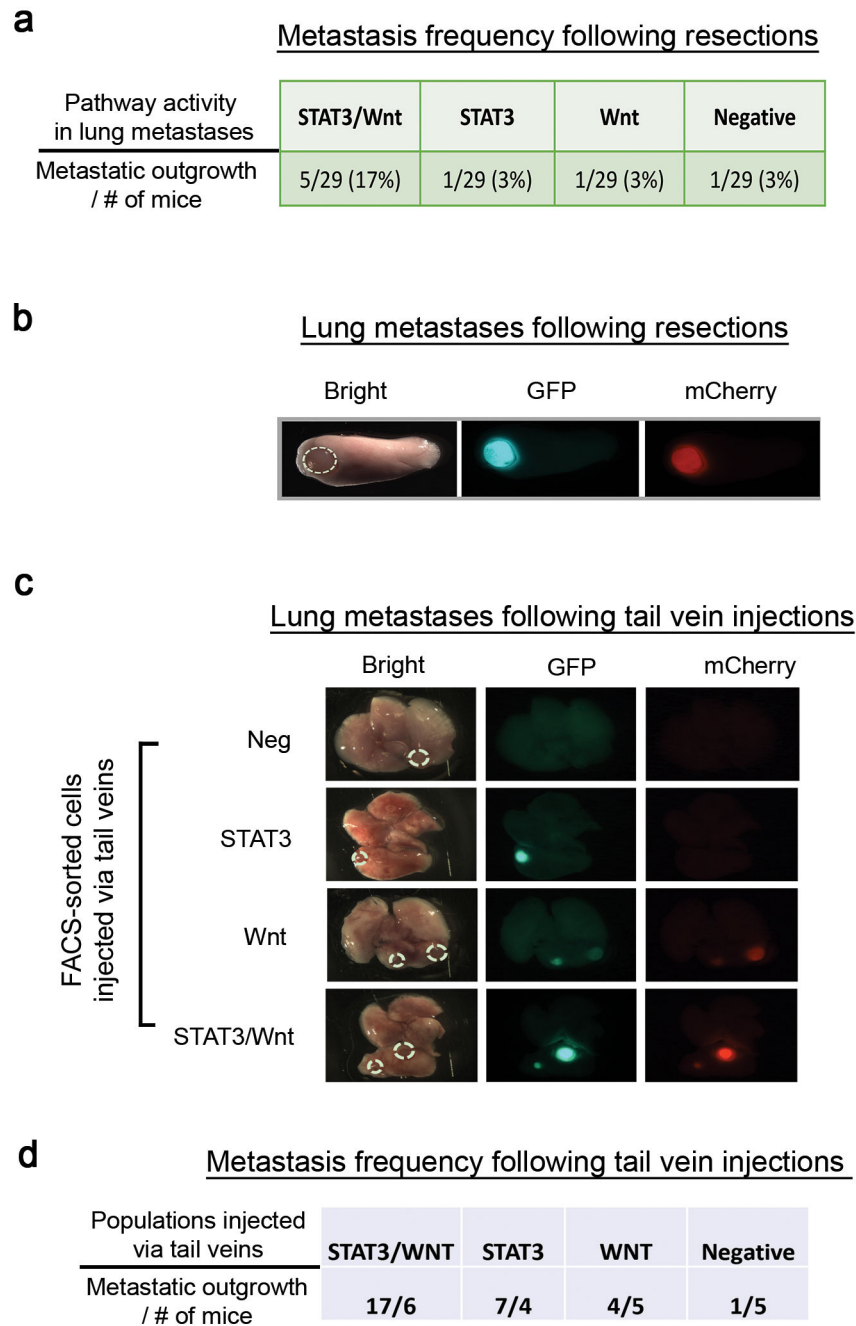 a
Metastasis frequency following resections
Pathway activity
in lung metastases
STAT3/Wnt STAT3 Wnt Negative
Metastatic outgrowth
/ # of mice
5/29 (17%) 1/29 (3%) 1/29 (3%) 1/29 (3%)
b
Lung metastases following resections
Bright GFP mCherry
c
Lung metastases following tail vein injections
Bright GFP mCherry
FACS-sorted cells
injected via tail veins
Neg
STAT3
Wnt
STAT3/Wnt
d
Metastasis frequency following tail vein injections
Populations injected
via tail veins
STAT3/WNT STAT3 WNT Negative
Metastatic outgrowth
/ # of mice
17/6 7/4 4/5 1/5